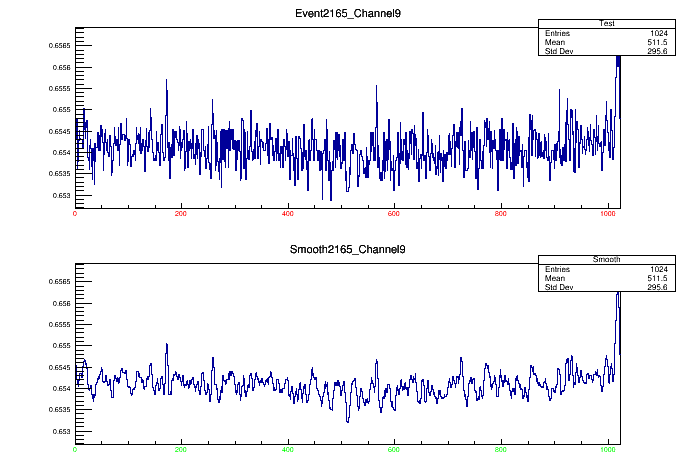 Event2165_Channel9
Test
Entries 1024
Mean 511.5
Std Dev 295.6
0.6565
0.656
0.6555
0.655
0.6545
0.654
0.6535
0.653
0 200 400 600 800 1000
Smooth2165_Channel9
Smooth
Entries 1024
Mean 511.5
Std Dev 295.6
0.6565
0.656
0.6555
0.655
0.6545
0.654
0.6535
0.653
0 200 400 600 800 1000